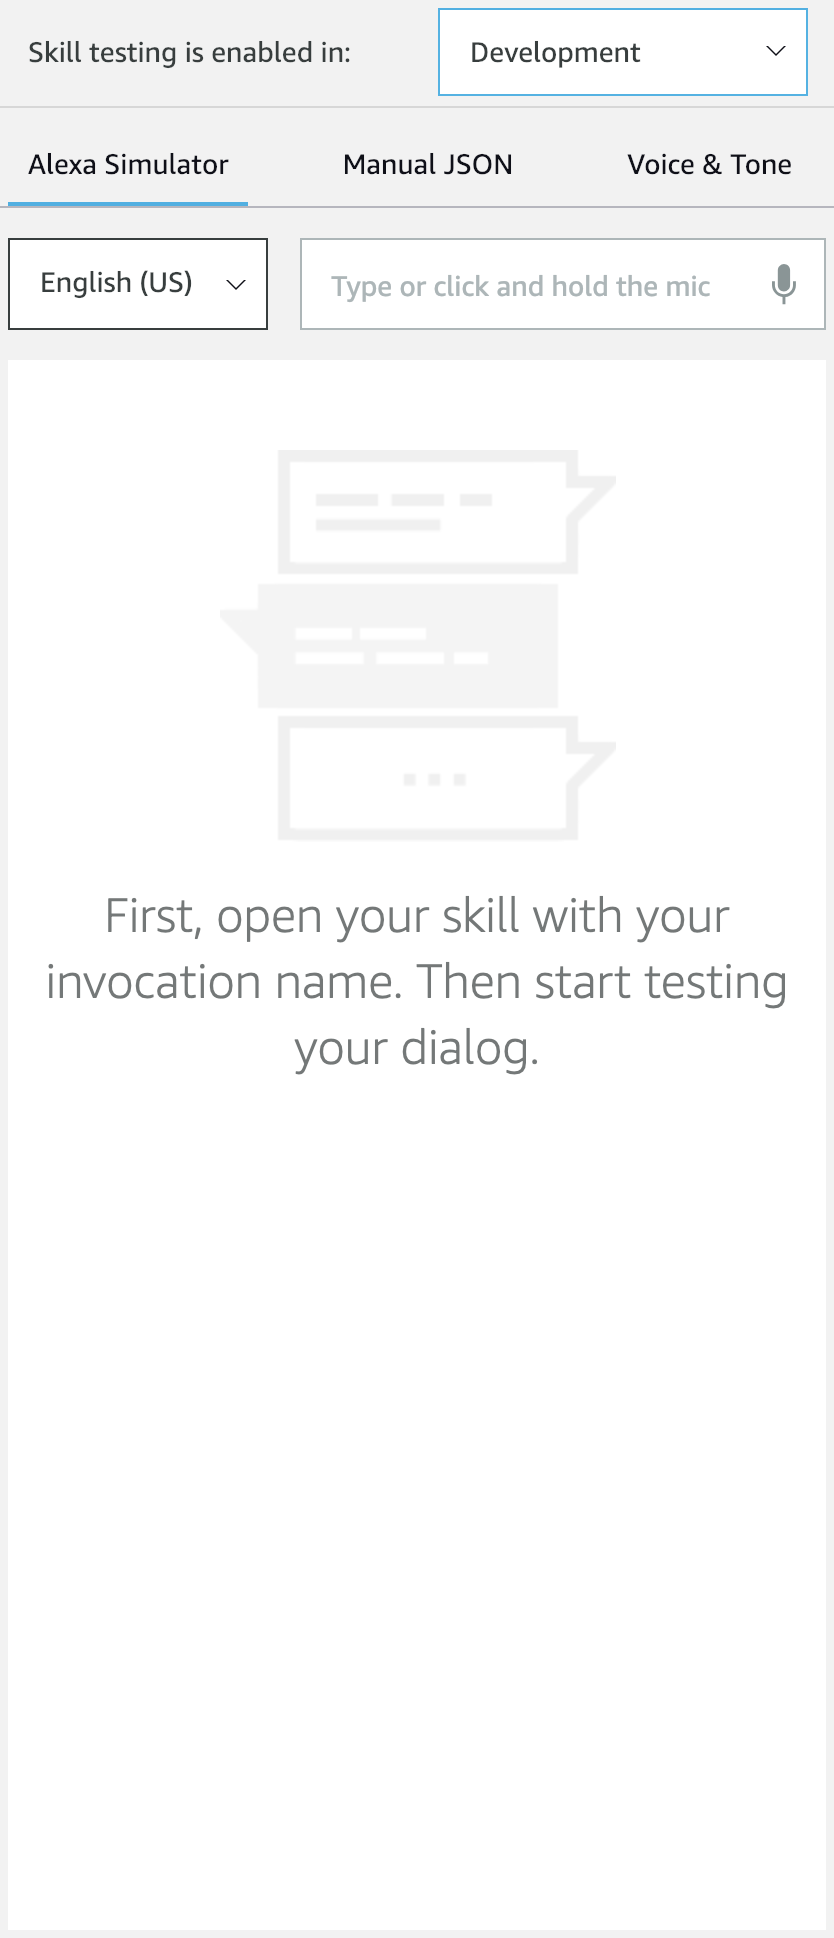 Skill testing is enabled in: Development
Alexa Simulator Manual JSON Voice & Tone
English (US) Type or click and hold the mic
First, open your skill with your
invocation name. Then start testing
your dialog.